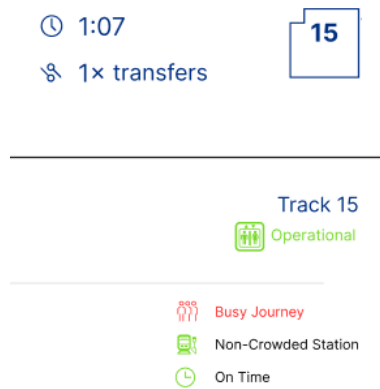 1:07
15
1× transfers
Track 15
Operational
Busy Journey
Non-Crowded Station
On Time